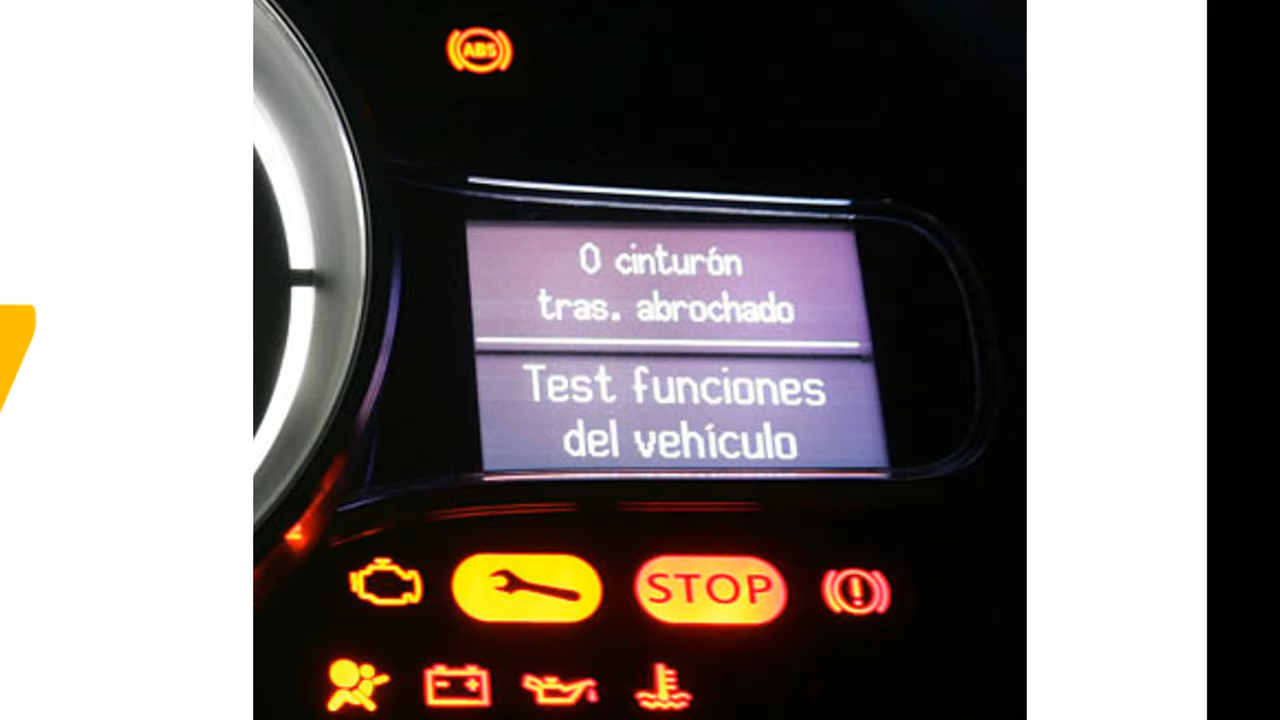 ABS
0 cinturón
tras. abrochado
Test funciones
del vehículo
STOP